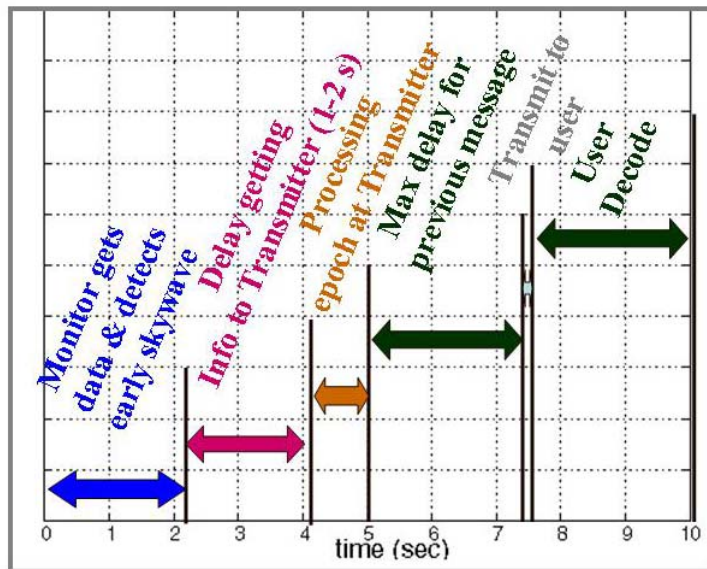 Monitor gets
data & detects
early skywave
Delay getting
Info to Transmitter (1-2 s)
Processing
epoch at Transmitter
Max delay for
previous message
Transmit to
user
User
Decode
0 1 2 3 4 5 6 7 8 9 10
time (sec)